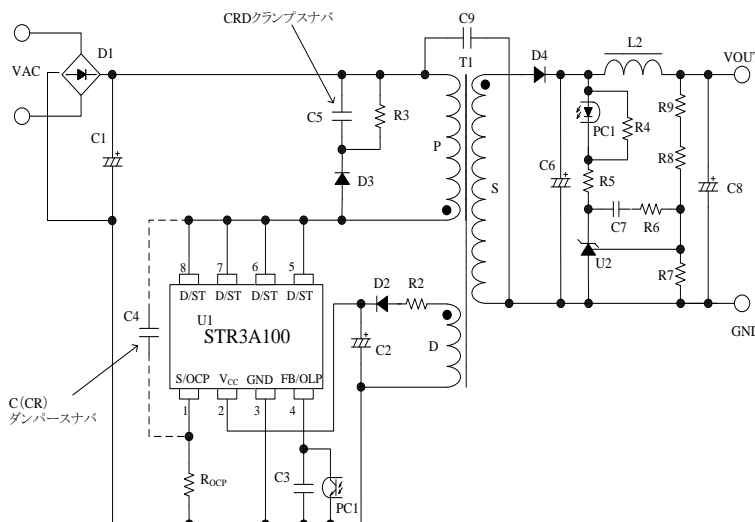 CRDクランプスナバ
C9
D1
T1
D4
L2
VOUT
VAC
C1
C5
R3
P
S
D3
PC1
R4
R9
R8
C6
R5
C8
C7
R6
U2
R7
8
7
6
5
D/ST
D/ST
D/ST
D/ST
C4
U1
STR3A100
D2
R2
C2
D
GND
S/OCP
VCC
GND
FB/OLP
1
2
3
4
C(CR)
ダンパースナバ
ROCP
C3
PC1